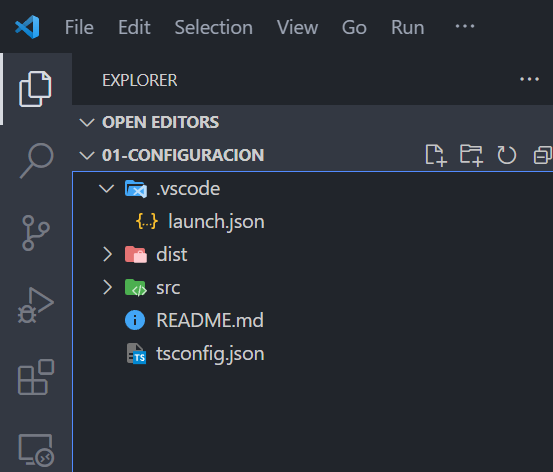 File Edit Selection View Go Run ...
EXPLORER ...
OPEN EDITORS
01-CONFIGURACION
.vscode
{..} launch.json
dist
src
README.md
TS tsconfig.json